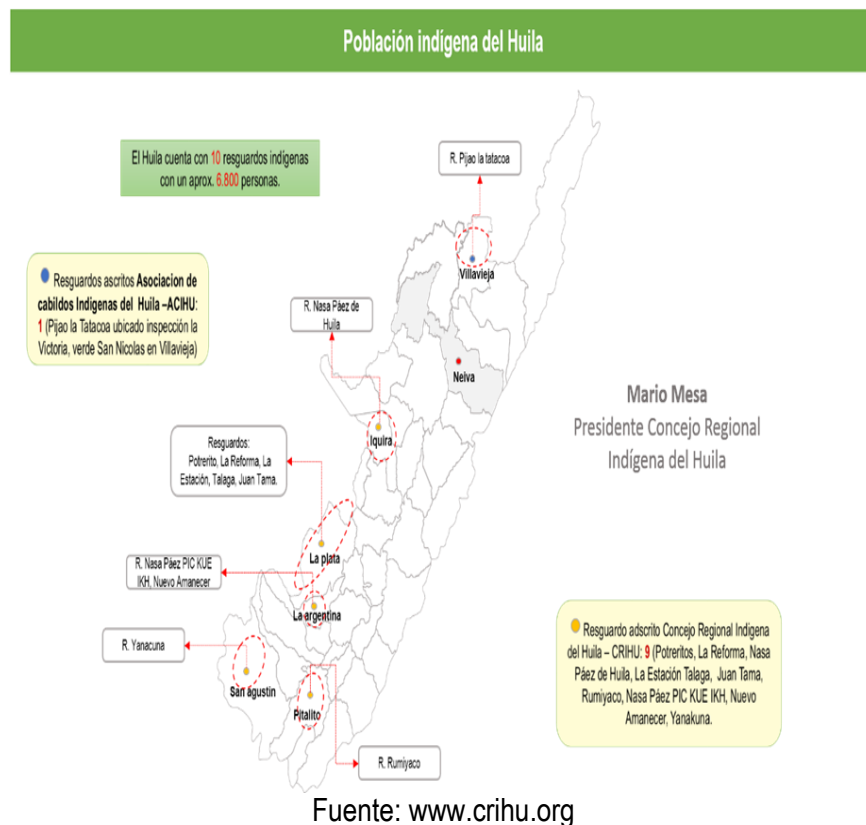 Población indígena del Huila
El Huila cuenta con 10 resguardos indígenas
con un aprox. 6.800 personas.
R. Pijao la tatacoa
Villavieja
Resguardos ascritos Asociacion de
cabildos Indigenas del Huila –ACIHU:
1 (Pijao la Tatacoa ubicado inspección la
Victoria, verde San Nicolas en Villavieja)
R. Nasa Páez de
Huila
Neiva
Mario Mesa
Presidente Concejo Regional
Indígena del Huila
Iquira
Resguardos:
Potrerito, La Reforma, La
Estación, Talaga, Juan Tama.
La plata
R. Nasa Páez PIC KUE
IKH, Nuevo Amanecer
La argentina
R. Yanacuna
San agustin
Pitalito
Resguardo adscrito Concejo Regional Indigena
del Huila – CRIHU: 9 (Potreritos, La Reforma, Nasa
Páez de Huila, La Estación Talaga, Juan Tama,
Rumiyaco, Nasa Páez PIC KUE IKH, Nuevo
Amanecer, Yanakuna.
R. Rumiyaco
Fuente: www.crihu.org